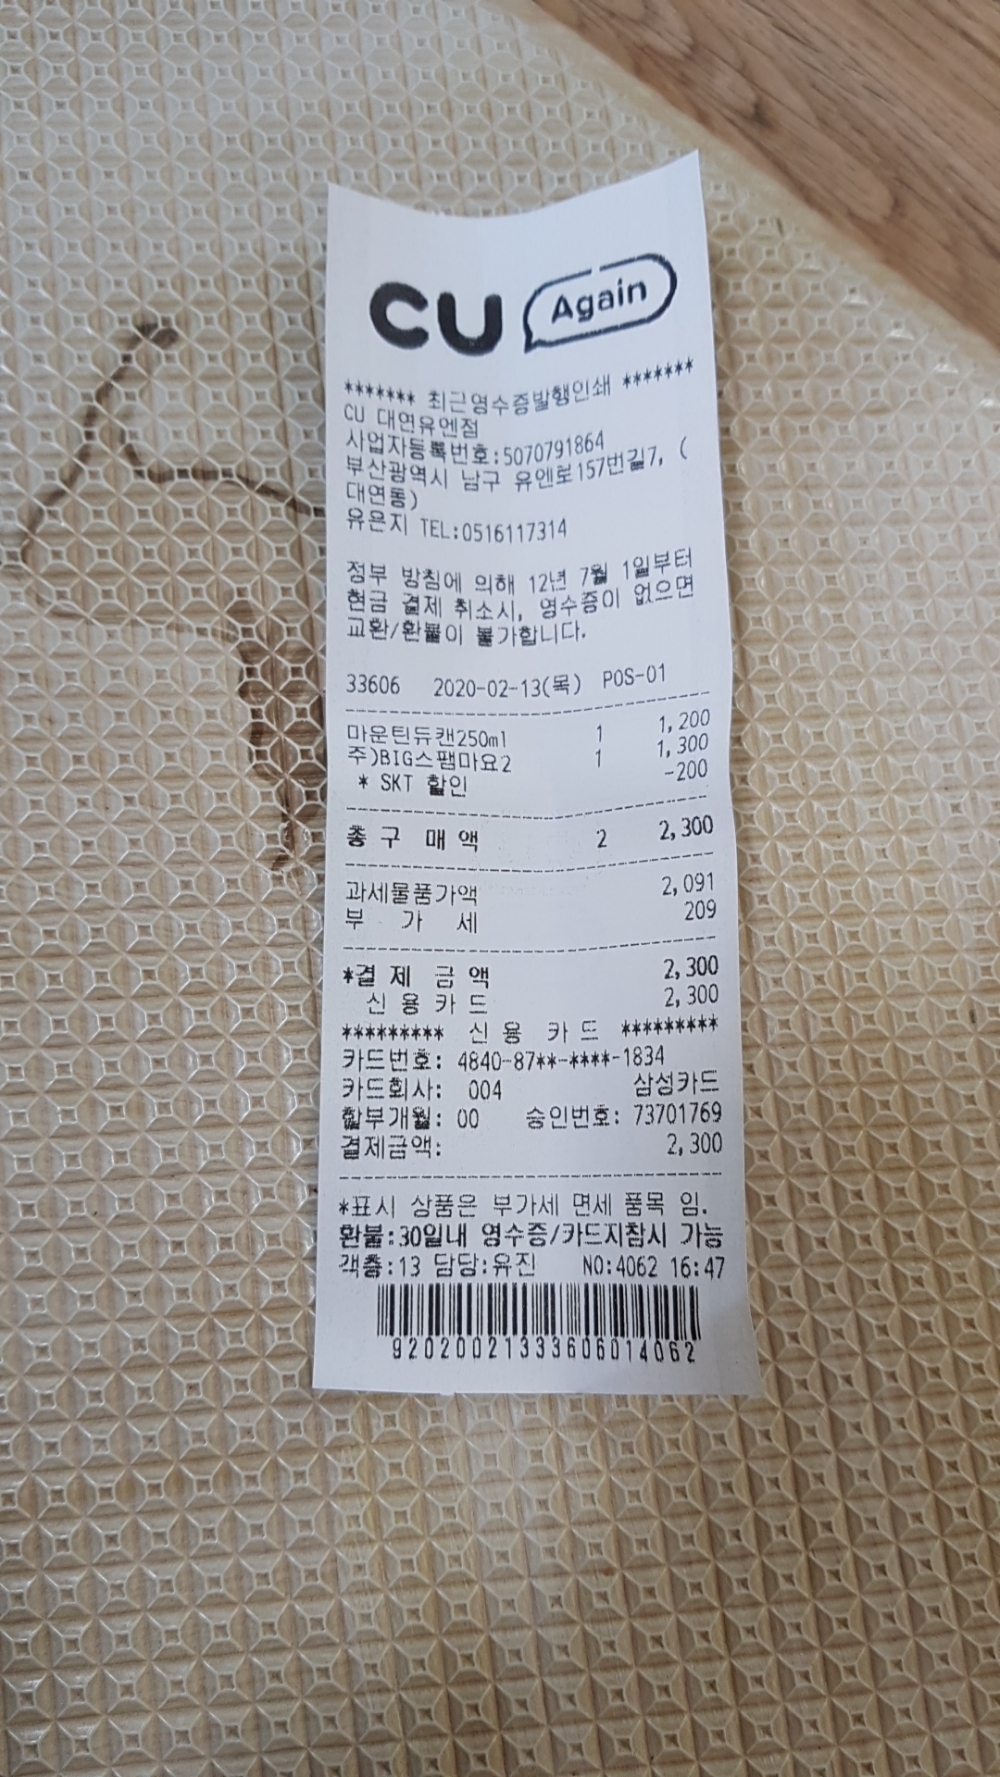 CU Again
******* 최근영수증발행인쇄 *******
CU 대연유엔점
사업자등록번호:5070791864
부산광역시 남구 유엔로157번길7, (
대연동)
유은지 TEL:0516117314
정부 방침에 의해 12년 7월 1일부터
현금 결제 취소시, 영수증이 없으면
교환/환불이 불가합니다.
33606 2020-02-13(목) POS-01
마운틴듀캔250ml 1 1,200
주)BIG스팸마요2 1 1,300
* SKT 할인 -200
총 구 매 액 2 2,300
과세물품가액 2,091
부 가 세 209
*결 제 금 액 2,300
신 용 카 드 2,300
********* 신 용 카 드 *********
카드번호: 4840-87**-****-1834
카드회사: 004 삼성카드
할부개월: 00 승인번호: 73701769
결제금액: 2,300
*표시 상품은 부가세 면세 품목 임.
환불:30일내 영수증/카드지참시 가능
객층:13 담당:유진 NO:4062 16:47
92020021333606014062